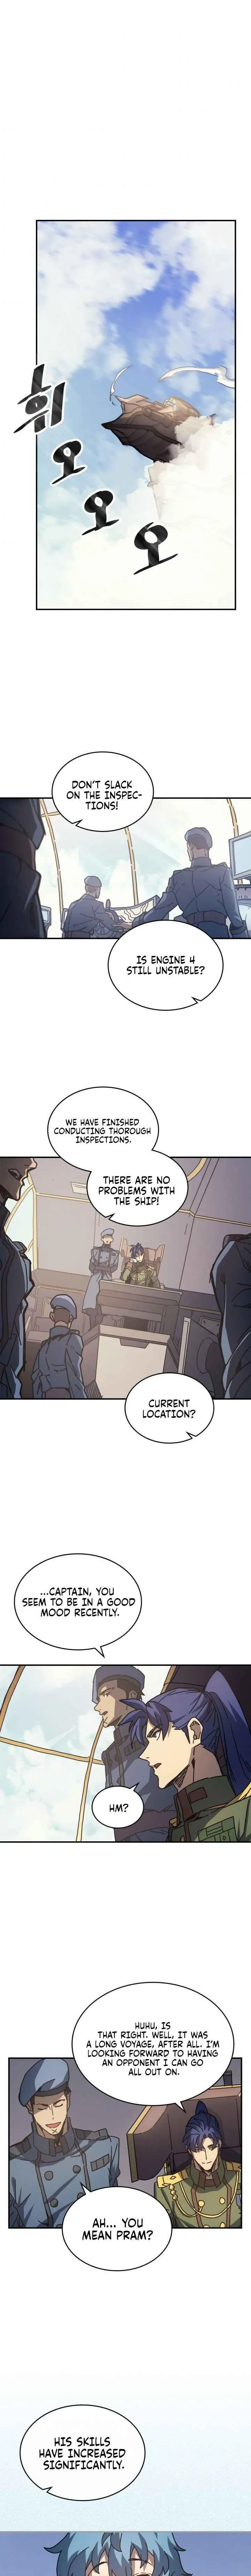 휘
오
오
오
DON'T SLACK
ON THE INSPEC-
TIONS!
IS ENGINE 4
STILL UNSTABLE?
WE HAVE FINISHED
CONDUCTING THOROUGH
INSPECTIONS.
THERE ARE NO
PROBLEMS WITH
THE SHIP!
CURRENT
LOCATION?
...CAPTAIN, YOU
SEEM TO BE IN A GOOD
MOOD RECENTLY.
HM?
HUHU, IS
THAT RIGHT. WELL, IT WAS
A LONG VOYAGE, AFTER ALL. I'M
LOOKING FORWARD TO HAVING
AN OPPONENT I CAN GO
ALL OUT ON.
AH... YOU
MEAN PRAM?
HIS SKILLS
HAVE INCREASED
SIGNIFICANTLY.